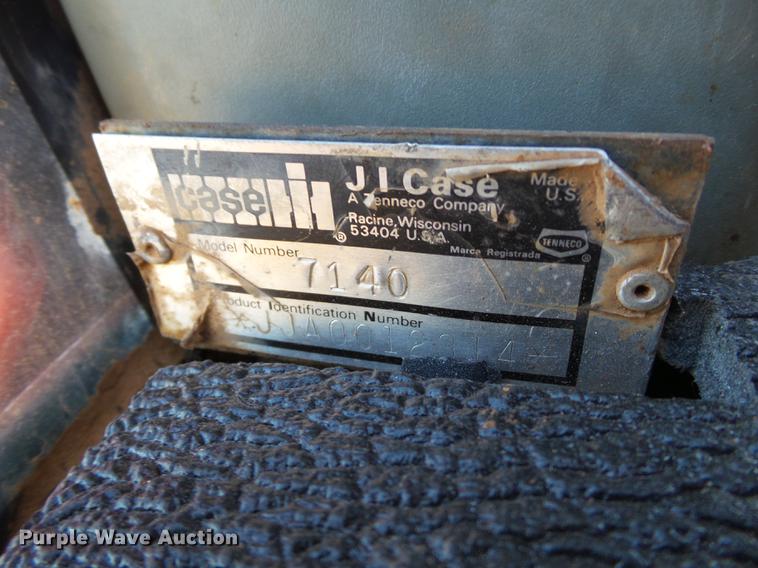 case IH
J I Case
A Tenneco Company
Racine, Wisconsin
53404 U.S.A.
Made
U.S.
Marca Registrada
TENNECO
®
®
Model Number
7140
oduct Identification Number
Purple Wave Auction®